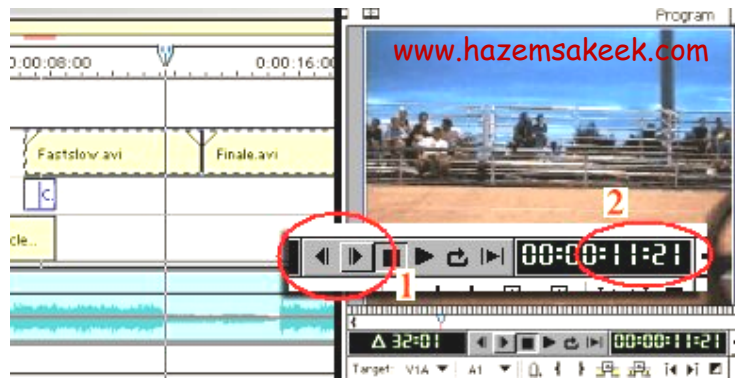 Program
www.hazemsakeek.com
0:00:08:00
0:00:16:00
Fastslow.avi
Finale.avi
C.
cle..
1
2
00:00:11:21
Δ 32:01
00:00:11:21
Target: V1A A1